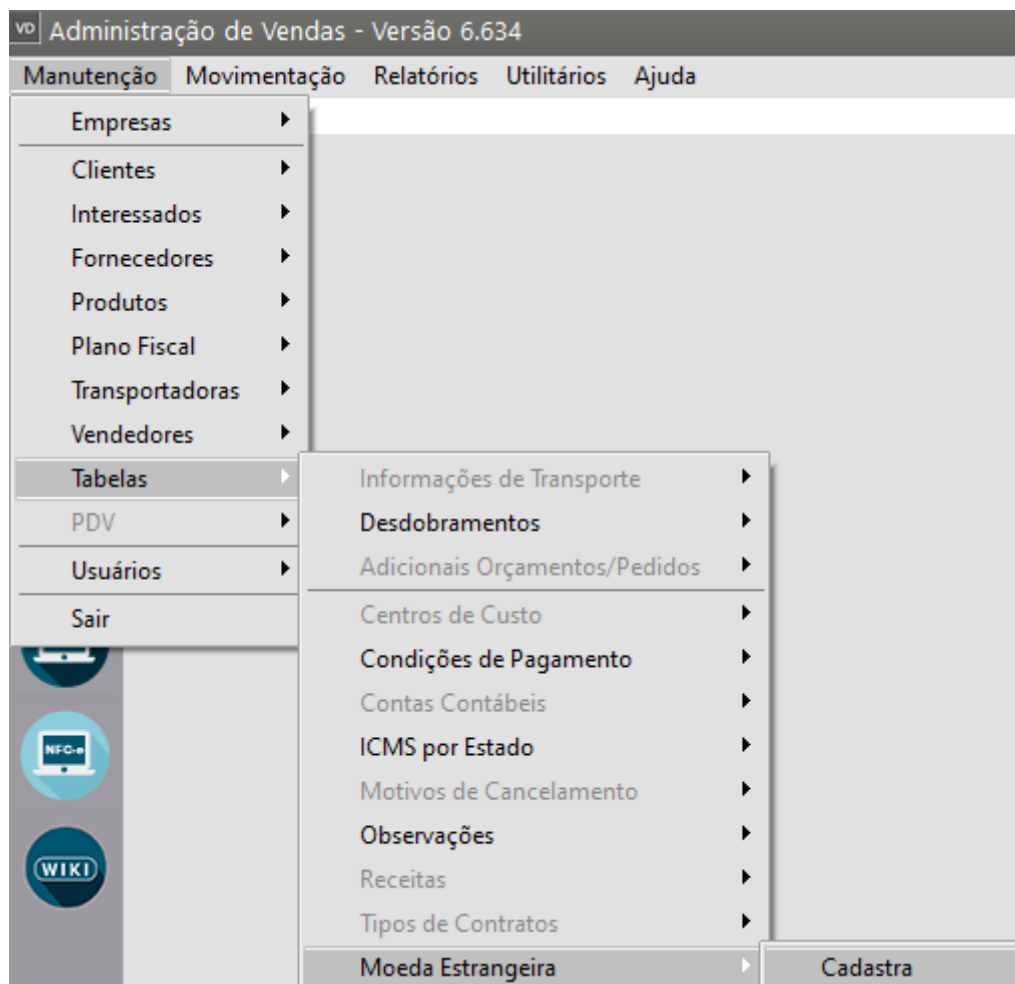 VD Administração de Vendas - Versão 6.634
Manutenção Movimentação Relatórios Utilitários Ajuda
Empresas
Clientes
Interessados
Fornecedores
Produtos
Plano Fiscal
Transportadoras
Vendedores
Tabelas
PDV
Usuários
Sair
Informações de Transporte
Desdobramentos
Adicionais Orçamentos/Pedidos
Centros de Custo
Condições de Pagamento
Contas Contábeis
ICMS por Estado
Motivos de Cancelamento
Observações
Receitas
Tipos de Contratos
Moeda Estrangeira
Cadastra
NFC-e
WIKI